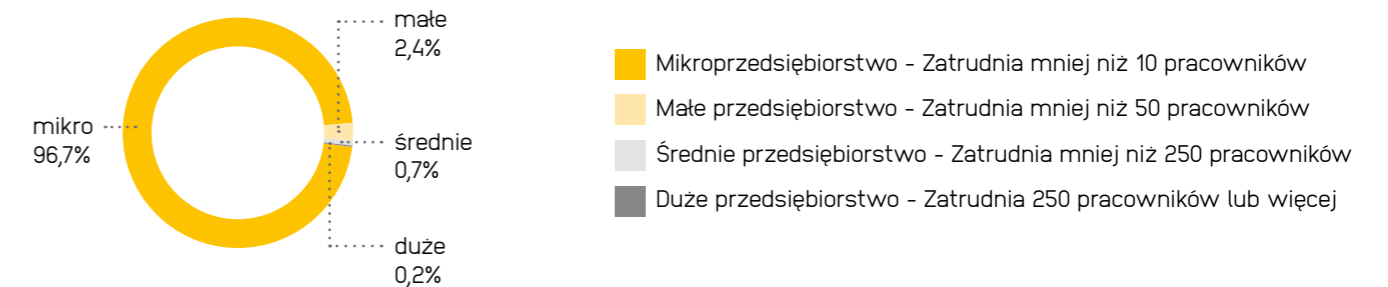 małe
2,4%
mikro
96,7%
średnie
0,7%
duże
0,2%
Mikroprzedsiębiorstwo - Zatrudnia mniej niż 10 pracowników
Małe przedsiębiorstwo - Zatrudnia mniej niż 50 pracowników
Średnie przedsiębiorstwo - Zatrudnia mniej niż 250 pracowników
Duże przedsiębiorstwo - Zatrudnia 250 pracowników lub więcej